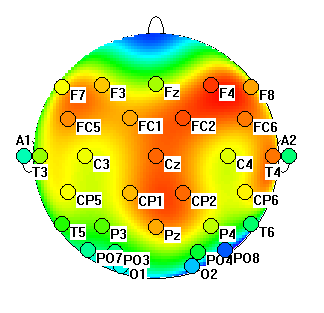 F7 F3 Fz F4 F8
FC5 FC1 FC2 FC6
A1 A2
T3 C3 Cz C4 T4
CP5 CP1 CP2 CP6
T5 P3 Pz P4 T6
PO7 PO3 PO4 PO8
O1 O2